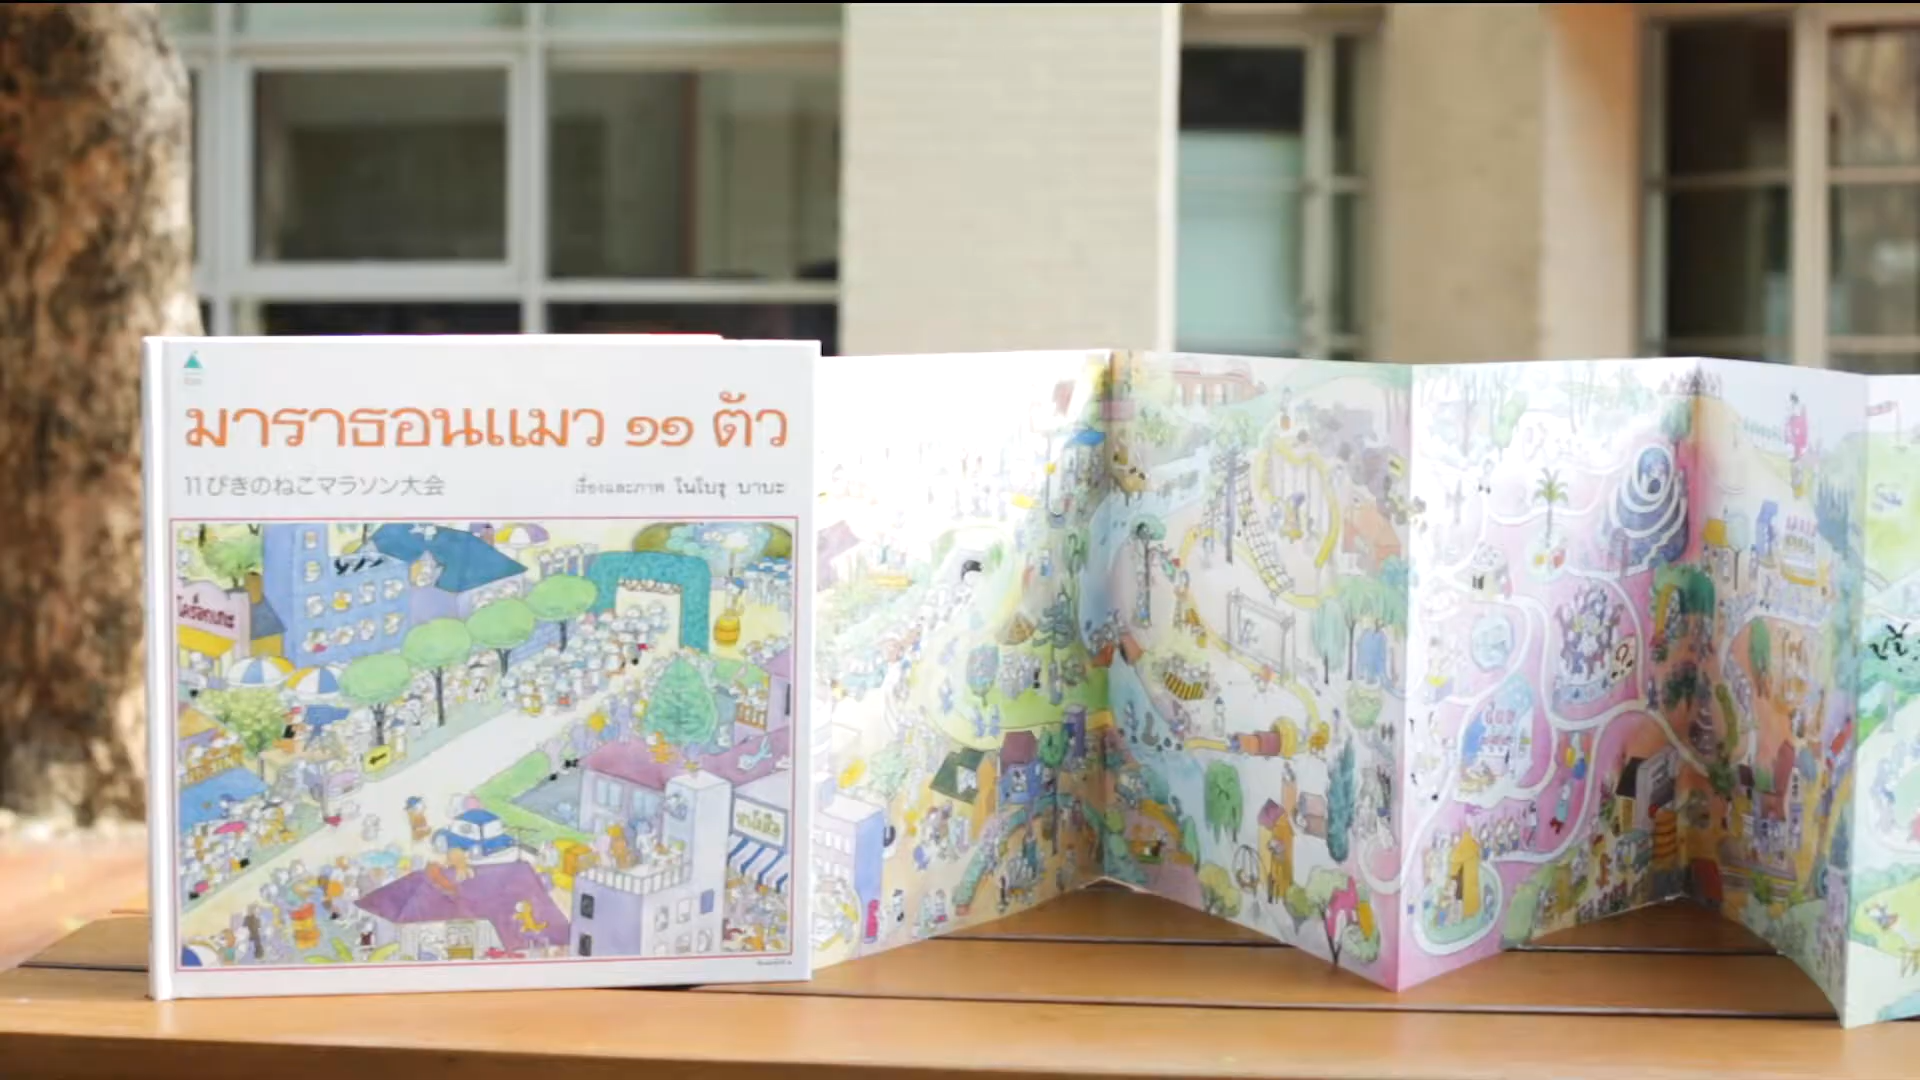 มาราธอนแมว ๑๑ ตัว
11ぴきのねこマラソン大会
เรื่องและภาพ โนโบรุ บาบะ